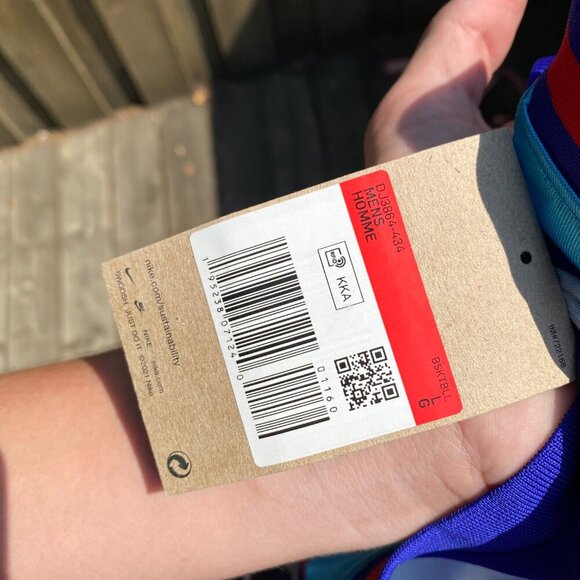 DJ3864-434
MENS
HOMME
BSKTBLL
L
G
KKA
1 95238 07124 0
01160
nike.com/sustainability
NIKE nike.com
SWOOSH JUST DO IT ©2021 Nike